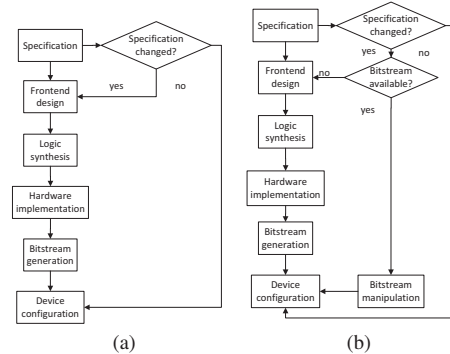 Specification
Specification
changed?
yes
no
Frontend
design
Logic
synthesis
Hardware
implementation
Bitstream
generation
Device
configuration
(a)
Specification
Specification
changed?
yes
no
Frontend
design
no
Bitstream
available?
yes
Logic
synthesis
Hardware
implementation
Bitstream
generation
Device
configuration
Bitstream
manipulation
(b)